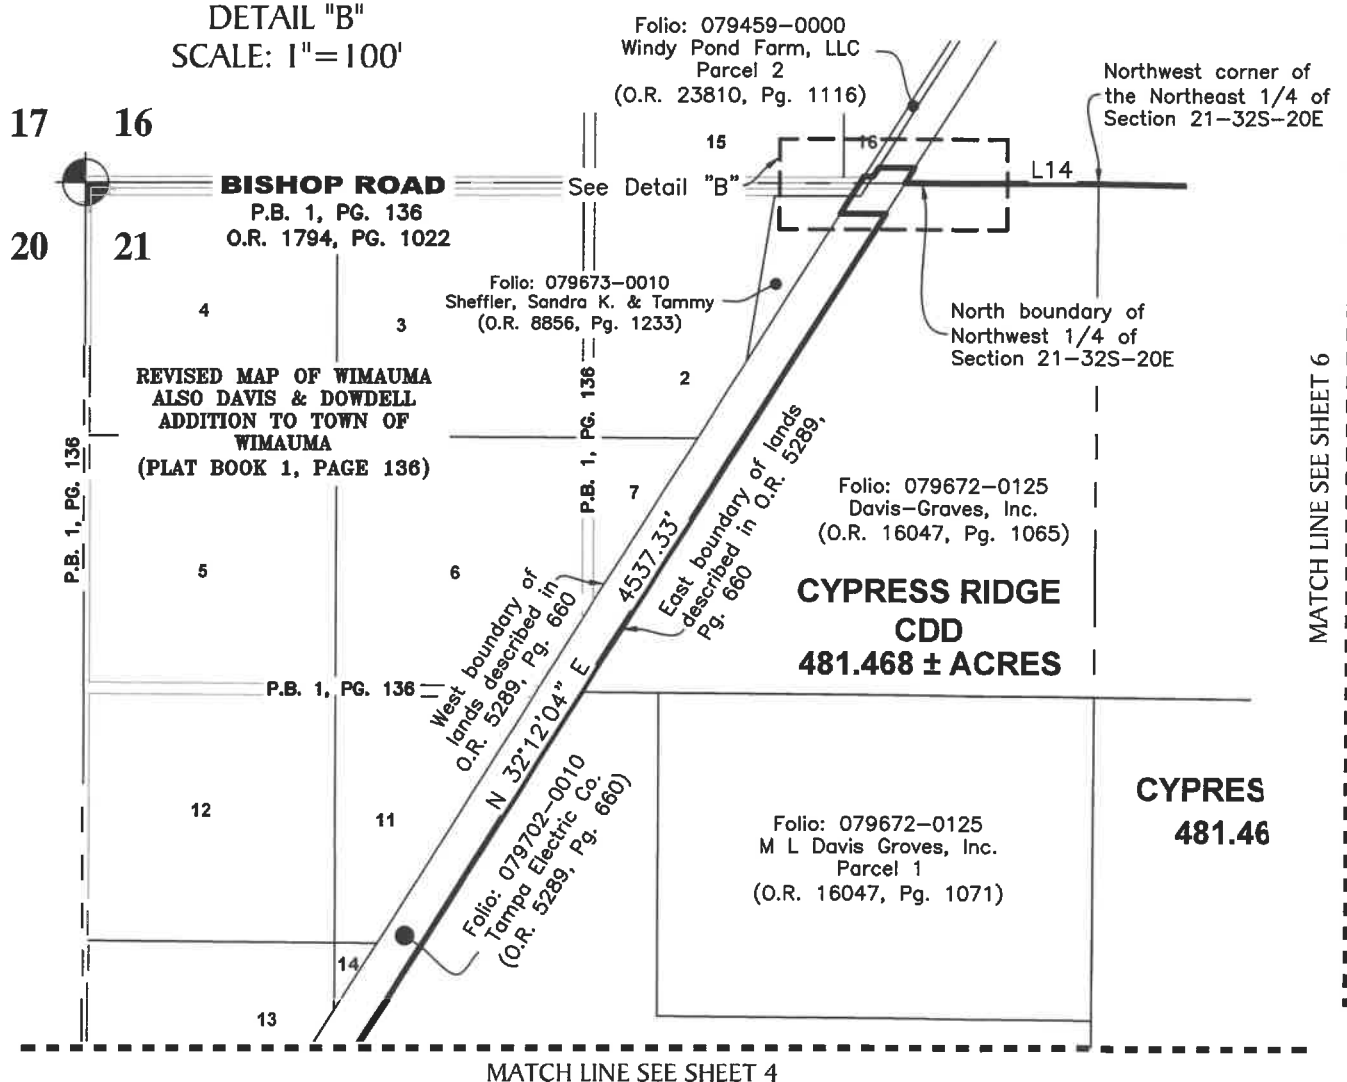 DETAIL "B"
SCALE: 1"=100'
Folio: 079459-0000
Windy Pond Farm, LLC
Parcel 2
(O.R. 23810, Pg. 1116)
Northwest corner of
the Northeast 1/4 of
Section 21-32S-20E
17
16
15
16
BISHOP ROAD
P.B. 1, PG. 136
O.R. 1794, PG. 1022
See Detail "B"
L14
20
21
Folio: 079673-0010
Sheffler, Sandra K. & Tammy
(O.R. 8856, Pg. 1233)
North boundary of
Northwest 1/4 of
Section 21-32S-20E
4
3
2
REVISED MAP OF WIMAUMA
ALSO DAVIS & DOWDELL
ADDITION TO TOWN OF
WIMAUMA
(PLAT BOOK 1, PAGE 136)
P.B. 1, PG. 136
P.B. 1, PG. 136
MATCH LINE SEE SHEET 6
7
East boundary of lands
described in O.R. 5289,
Pg. 660
Folio: 079672-0125
Davis-Graves, Inc.
(O.R. 16047, Pg. 1065)
5
6
West boundary of
lands described in
O.R. 5289, Pg. 660
N 32°12'04" E 4537.33'
CYPRESS RIDGE
CDD
481.468 ± ACRES
P.B. 1, PG. 136
12
11
Folio: 079702-0010
Tampa Electric Co.
(O.R. 5289, Pg. 660)
Folio: 079672-0125
M L Davis Groves, Inc.
Parcel 1
(O.R. 16047, Pg. 1071)
CYPRES
481.46
14
13
MATCH LINE SEE SHEET 4